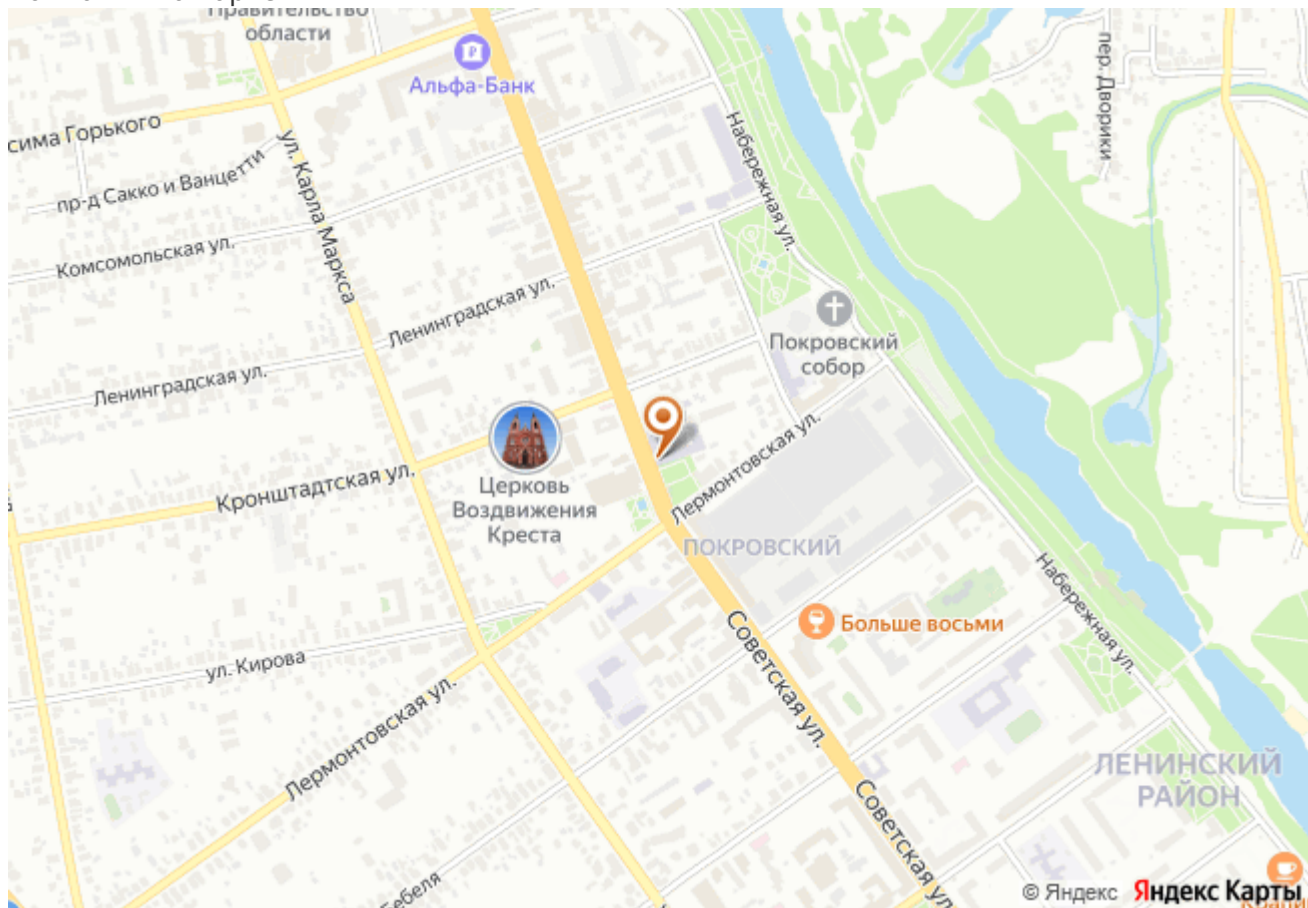 Правительство
области
Альфа-Банк
сима Горького
пр-д Сакко и Ванцетти
ул. Карла Маркса
Комсомольская ул.
Набережная ул.
пер. Дворики
Ленинградская ул.
Ленинградская ул.
Покровский
собор
Кронштадтская ул.
Церковь
Воздвижения
Креста
Лермонтовская ул.
ПОКРОВСКИЙ
Больше восьми
Набережная ул.
ул. Кирова
Советская ул.
Лермонтовская ул.
ЛЕНИНСКИЙ
РАЙОН
Советская ул.
Бебеля
© Яндекс Яндекс Карты